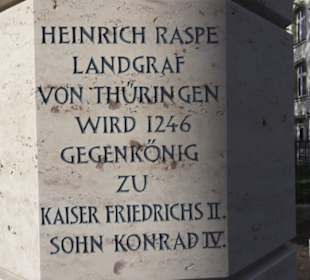 HEINRICH RASPE
LANDGRAF
VON THÜRINGEN
WIRD 1246
GEGENKÖNIG
ZU
KAISER FRIEDRICHS II.
SOHN KONRAD IV.